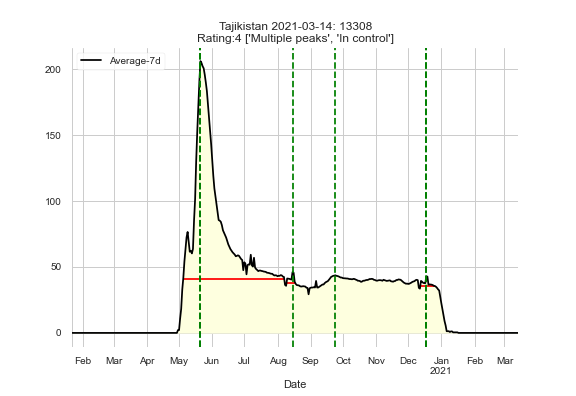 Tajikistan 2021-03-14: 13308
Rating:4 ['Multiple peaks', 'In control']
Average-7d
200
150
100
50
0
Feb Mar Apr May Jun Jul Aug Sep Oct Nov Dec Jan Feb Mar
2021
Date